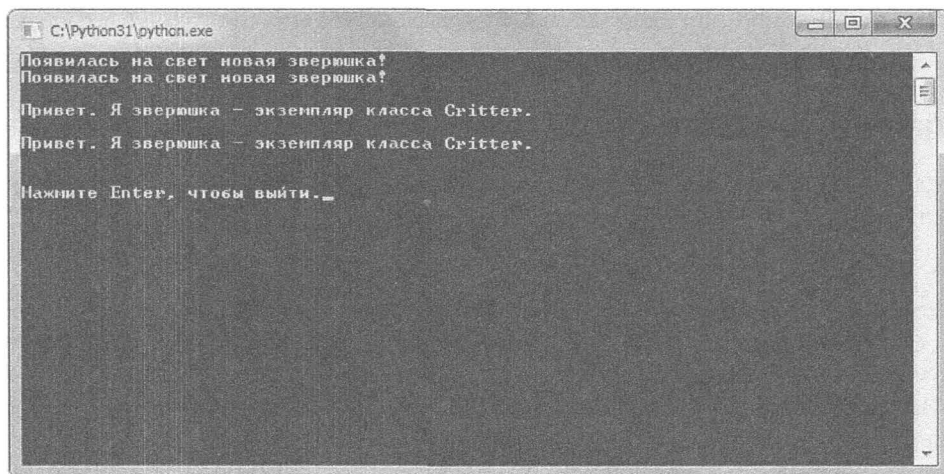 C:\Python31\python.exe
Появилась на свет новая зверюшка!
Появилась на свет новая зверюшка!
Привет. Я зверюшка - экземпляр класса Critter.
Привет. Я зверюшка - экземпляр класса Critter.
Нажмите Enter, чтобы выйти._